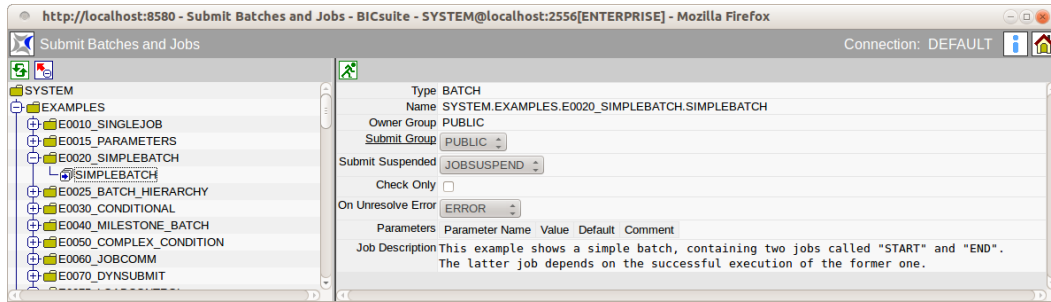 http://localhost:8580 - Submit Batches and Jobs - BICsuite - SYSTEM@localhost:2556[ENTERPRISE] - Mozilla Firefox
Submit Batches and Jobs
Connection: DEFAULT
SYSTEM
EXAMPLES
E0010_SINGLEJOB
E0015_PARAMETERS
E0020_SIMPLEBATCH
SIMPLEBATCH
E0025_BATCH_HIERARCHY
E0030_CONDITIONAL
E0040_MILESTONE_BATCH
E0050_COMPLEX_CONDITION
E0060_JOBCOMM
E0070_DYNSUBMIT
Type BATCH
Name SYSTEM.EXAMPLES.E0020_SIMPLEBATCH.SIMPLEBATCH
Owner Group PUBLIC
Submit Group PUBLIC
Submit Suspended JOBSUSPEND
Check Only
On Unresolve Error ERROR
Parameters Parameter Name Value Default Comment
Job Description This example shows a simple batch, containing two jobs called "START" and "END".
The latter job depends on the successful execution of the former one.